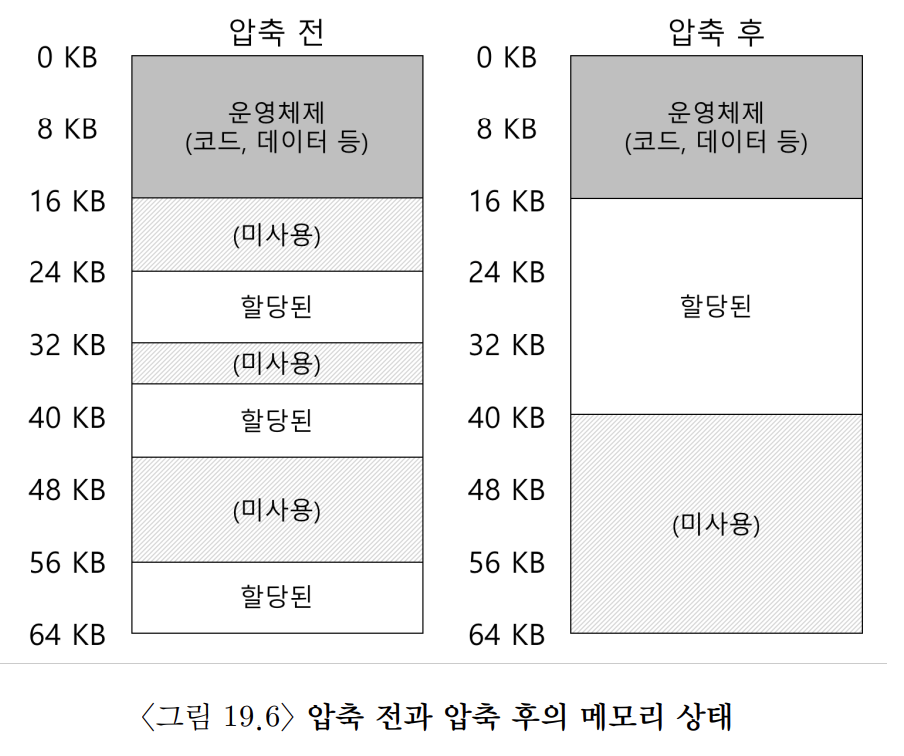 압축 전
0 KB
8 KB
16 KB
24 KB
32 KB
40 KB
48 KB
56 KB
64 KB
운영체제
(코드, 데이터 등)
(미사용)
할당된
(미사용)
할당된
(미사용)
할당된
압축 후
0 KB
8 KB
16 KB
24 KB
32 KB
40 KB
48 KB
56 KB
64 KB
운영체제
(코드, 데이터 등)
할당된
(미사용)
〈그림 19.6〉 압축 전과 압축 후의 메모리 상태